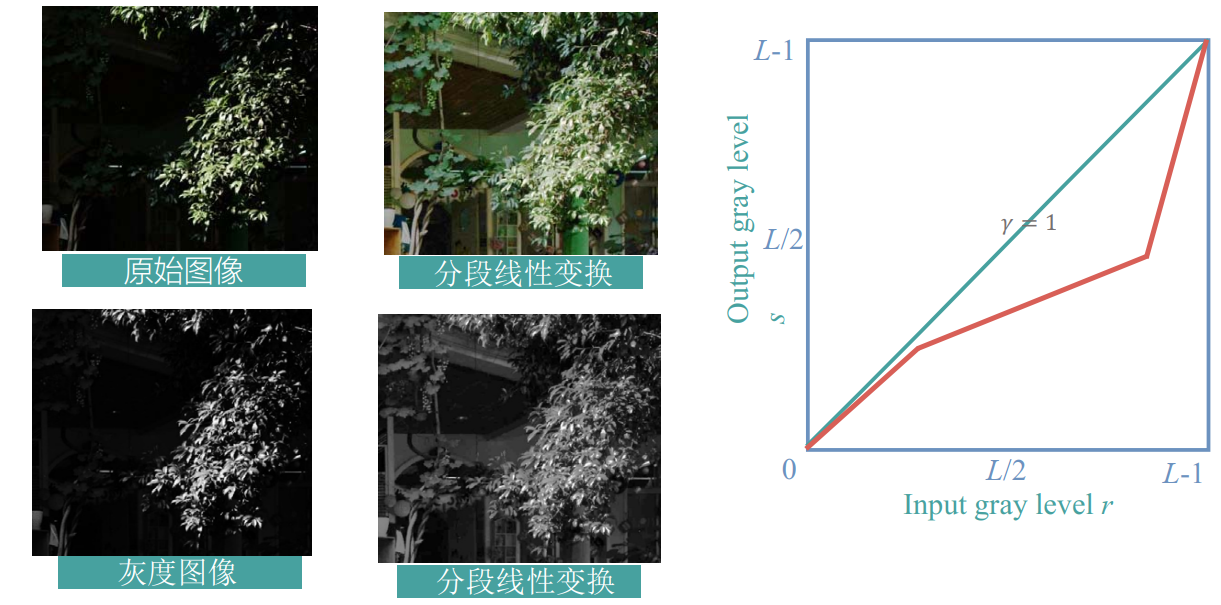 原始图像
分段线性变换
灰度图像
分段线性变换
L-1
Output gray level
s
L/2
γ = 1
0
L/2
L-1
Input gray level r